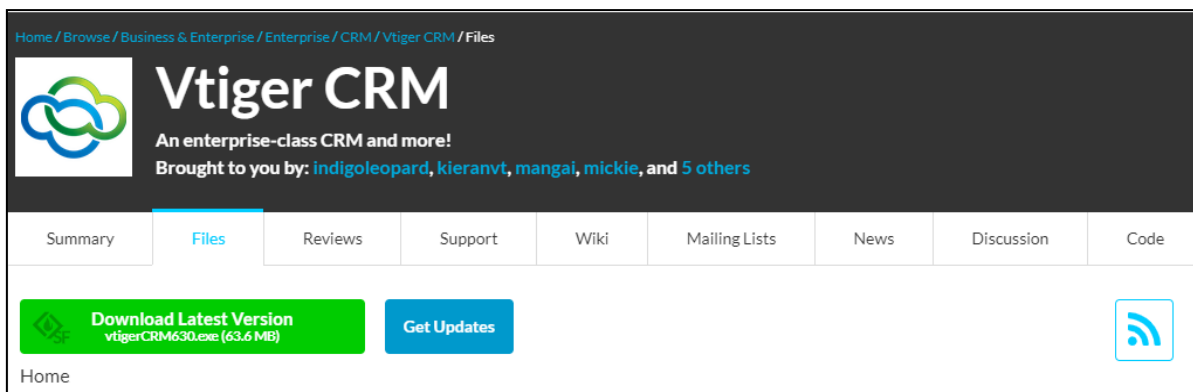 Home / Browse / Business & Enterprise / Enterprise / CRM / Vtiger CRM / Files
Vtiger CRM
An enterprise-class CRM and more!
Brought to you by: indigoleopard, kieranvt, mangai, mickie, and 5 others
Summary Files Reviews Support Wiki Mailing Lists News Discussion Code
Download Latest Version
vtigerCRM630.exe (63.6 MB)
Get Updates
SF
Home